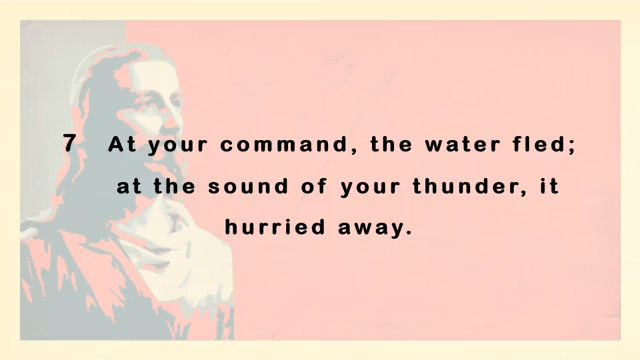 7 At your command, the water fled;
at the sound of your thunder, it
hurried away.